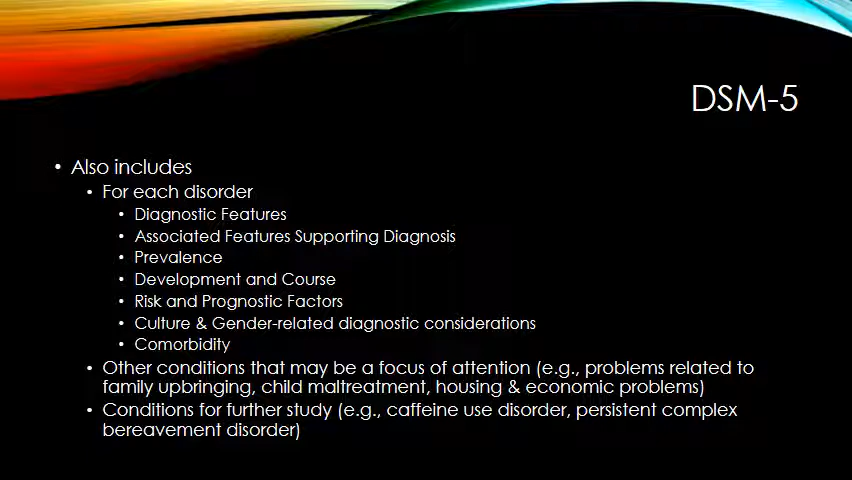 DSM-5
• Also includes
• For each disorder
• Diagnostic Features
• Associated Features Supporting Diagnosis
• Prevalence
• Development and Course
• Risk and Prognostic Factors
• Culture & Gender-related diagnostic considerations
• Comorbidity
• Other conditions that may be a focus of attention (e.g., problems related to
family upbringing, child maltreatment, housing & economic problems)
• Conditions for further study (e.g., caffeine use disorder, persistent complex
bereavement disorder)